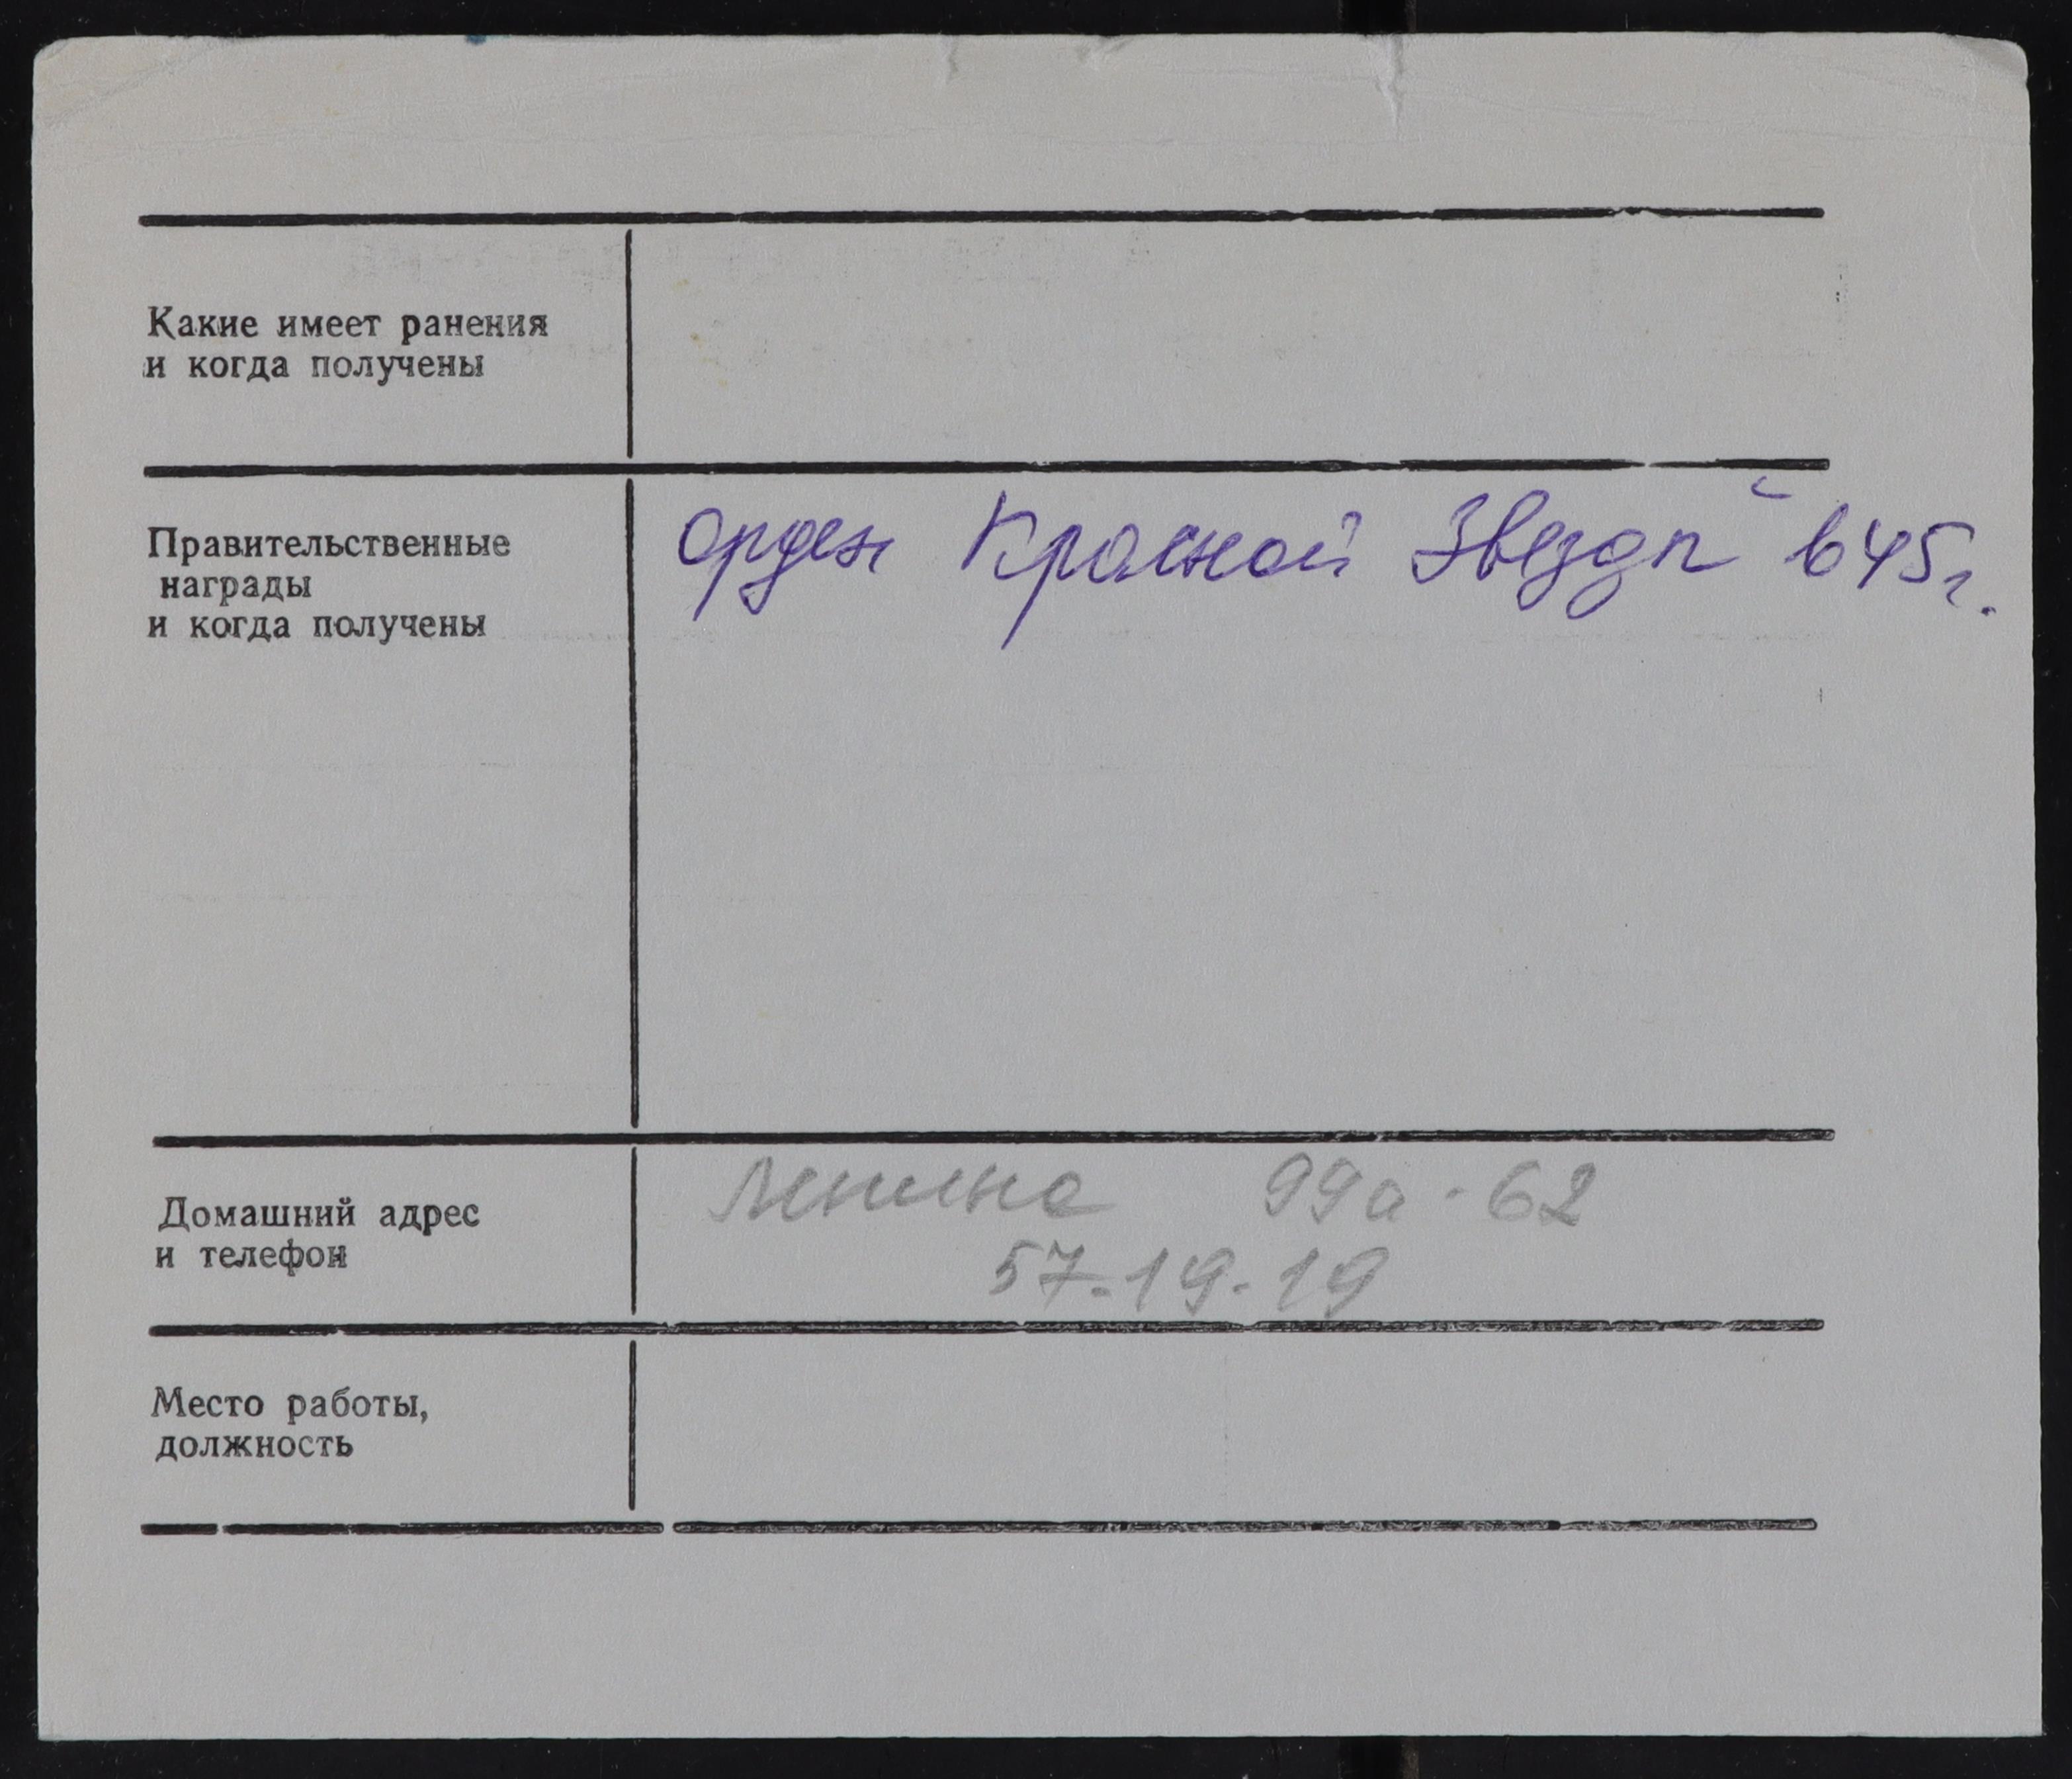 Какие имеет ранения
и когда получены
Правительственные
награды
и когда получены
Орден Красной Звезды в 45 г.
Домашний адрес
и телефон
Ленина 99а-62
57-19-19
Место работы,
должность